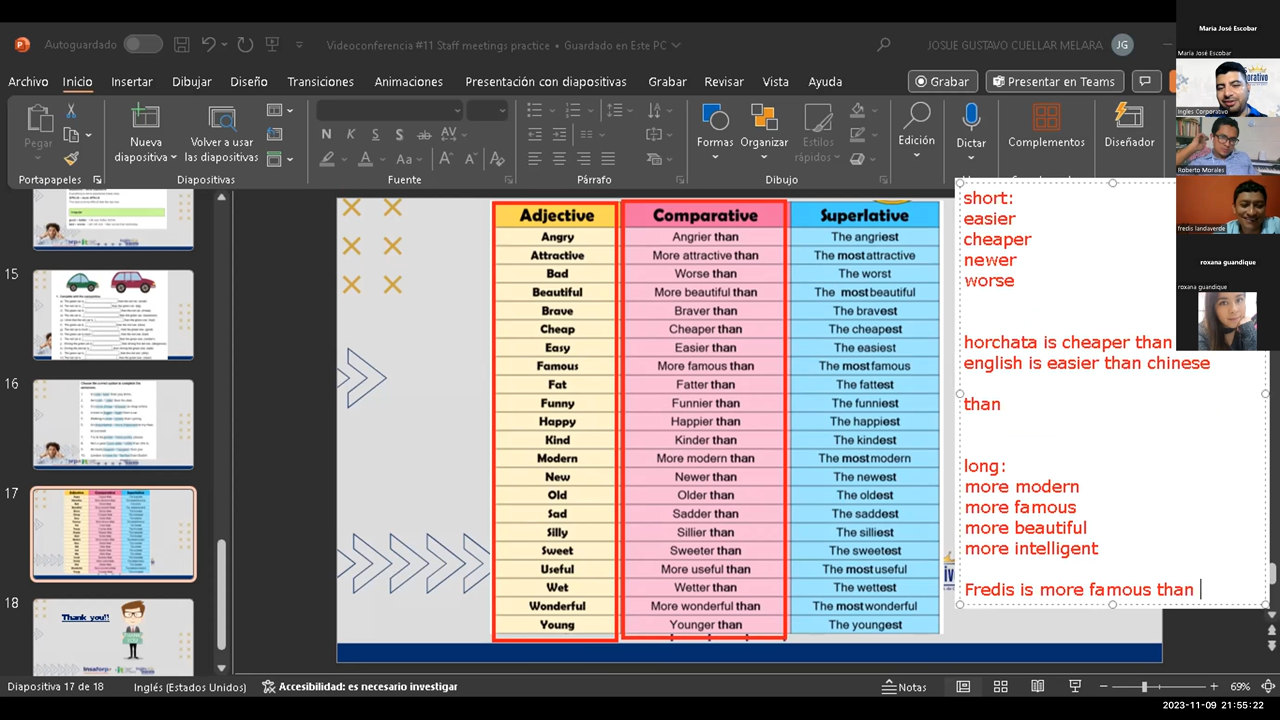 Autoguardado
Videoconferencia #11 Staff meetings practice • Guardado en Este PC
JOSUE GUSTAVO CUELLAR MELARA
JG
Archivo Inicio Insertar Dibujar Diseño Transiciones Animaciones Presentación con diapositivas Grabar Revisar Vista Ayuda
Grabar
Presentar en Teams
Pegar
Nueva diapositiva
Volver a usar las diapositivas
Formas
Organizar
Estilos rápidos
Edición
Dictar
Complementos
Diseñador
Portapapeles
Diapositivas
Fuente
Párrafo
Dibujo
15
16
17
18
Thank you!!
Adjective Comparative Superlative
Angry Angrier than The angriest
Attractive More attractive than The most attractive
Bad Worse than The worst
Beautiful More beautiful than The most beautiful
Brave Braver than The bravest
Cheap Cheaper than The cheapest
Easy Easier than The easiest
Famous More famous than The most famous
Fat Fatter than The fattest
Funny Funnier than The funniest
Happy Happier than The happiest
Kind Kinder than The kindest
Modern More modern than The most modern
New Newer than The newest
Old Older than The oldest
Sad Sadder than The saddest
Silly Sillier than The silliest
Sweet Sweeter than The sweetest
Useful More useful than The most useful
Wet Wetter than The wettest
Wonderful More wonderful than The most wonderful
Young Younger than The youngest
short:
easier
cheaper
newer
worse
horchata is cheaper than
english is easier than chinese
than
long:
more modern
more famous
more beautiful
more intelligent
Fredis is more famous than
María José Escobar
María José Escobar
Ingles Corporativo
Roberto Morales
fredis landaverde
roxana guandique
roxana guandique
Diapositiva 17 de 18
Inglés (Estados Unidos)
Accesibilidad: es necesario investigar
Notas
69%
2023-11-09 21:55:22